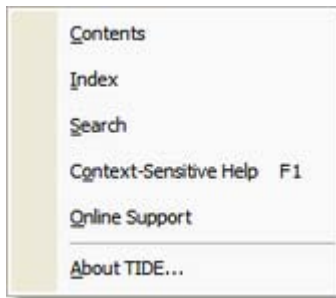 Contents
Index
Search
Context-Sensitive Help F1
Online Support
About TIDE...